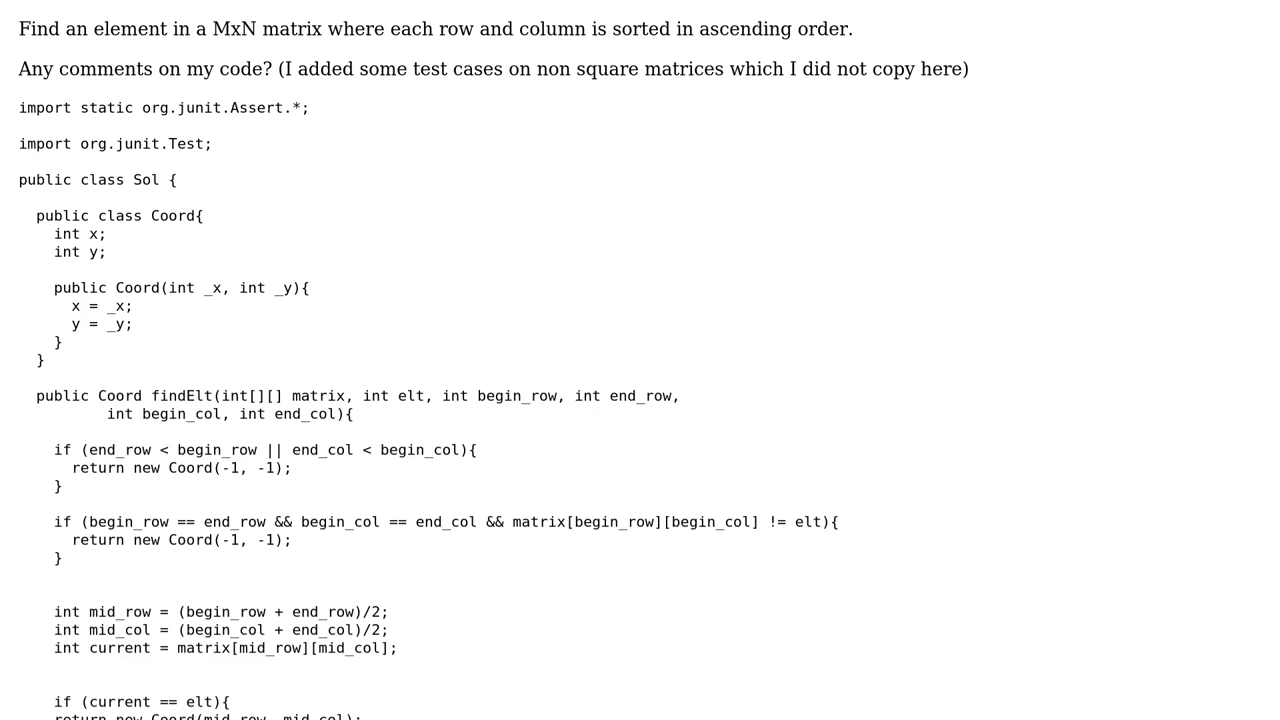 Find an element in a MxN matrix where each row and column is sorted in ascending order.
Any comments on my code? (I added some test cases on non square matrices which I did not copy here)
import static org.junit.Assert.*;
import org.junit.Test;
public class Sol {
public class Coord{
int x;
int y;
public Coord(int _x, int _y){
x = _x;
y = _y;
}
}
public Coord findElt(int[][] matrix, int elt, int begin_row, int end_row,
int begin_col, int end_col){
if (end_row < begin_row || end_col < begin_col){
return new Coord(-1, -1);
}
if (begin_row == end_row && begin_col == end_col && matrix[begin_row][begin_col] != elt){
return new Coord(-1, -1);
}
int mid_row = (begin_row + end_row)/2;
int mid_col = (begin_col + end_col)/2;
int current = matrix[mid_row][mid_col];
if (current == elt){
return new Coord(mid_row, mid_col);